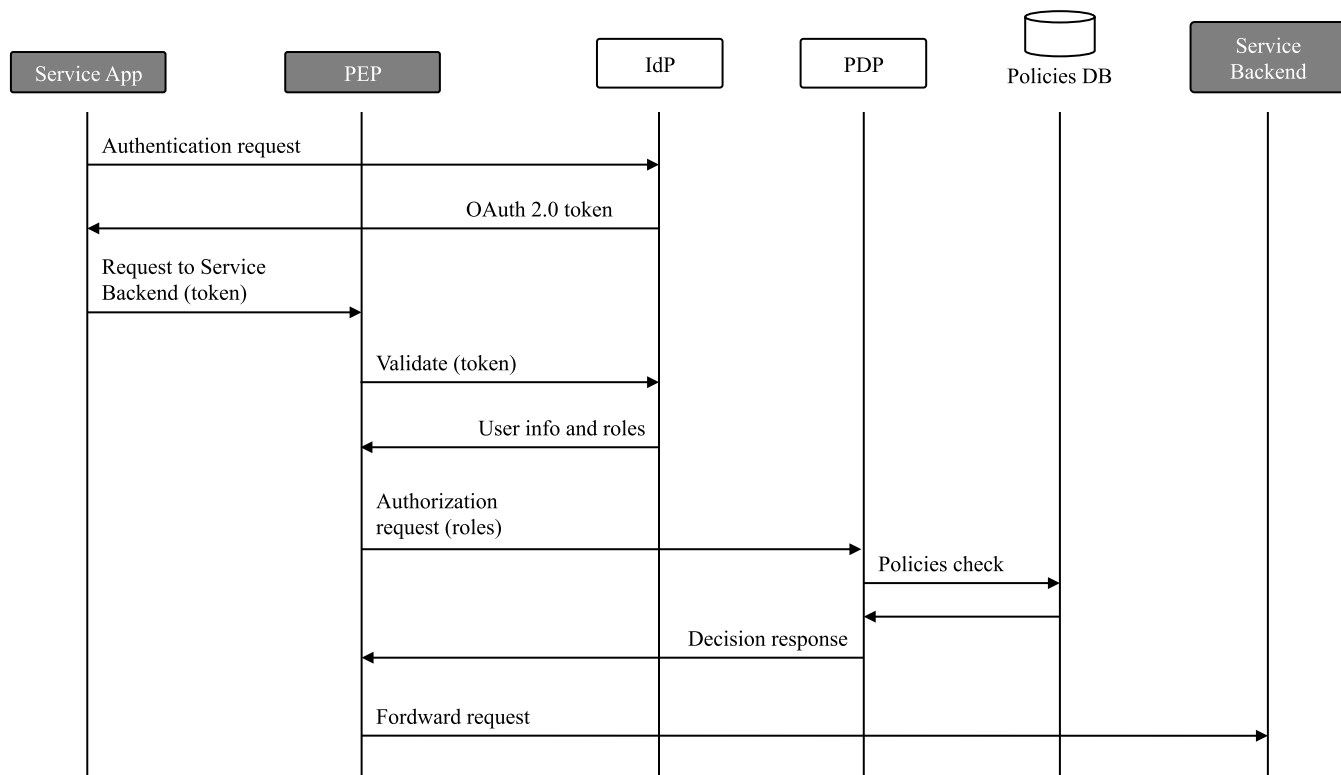 Service App
PEP
IdP
PDP
Policies DB
Service
Backend
Authentication request
OAuth 2.0 token
Request to Service
Backend (token)
Validate (token)
User info and roles
Authorization
request (roles)
Policies check
Decision response
Fordward request